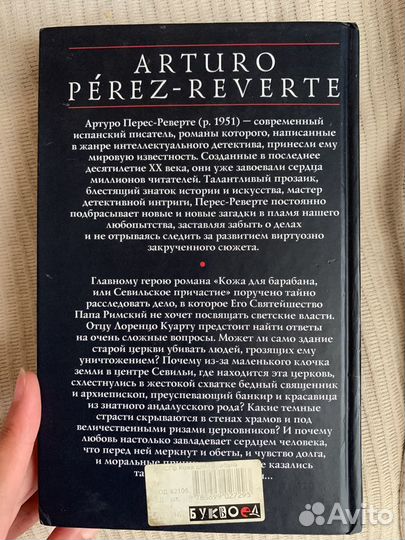 ARTURO
PÉREZ-REVERTE
Артуро Перес-Реверте (р. 1951) — современный
испанский писатель, романы которого, написанные
в жанре интеллектуального детектива, принесли ему
мировую известность. Созданные в последнее
десятилетие XX века, они уже завоевали сердца
миллионов читателей. Талантливый прозаик,
блестящий знаток истории и искусства, мастер
детективной интриги, Перес-Реверте постоянно
подбрасывает новые и новые загадки в пламя нашего
любопытства, заставляя забыть о делах
и не отрываясь следить за развитием виртуозно
закрученного сюжета.
Главному герою романа «Кожа для барабана,
или Севильское причастие» поручено тайно
расследовать дело, в которое Его Святейшество
Папа Римский не хочет посвящать светские власти.
Отцу Лоренцо Куарту предстоит найти ответы
на очень сложные вопросы. Может ли само здание
старой церкви убивать людей, грозящих ему
уничтожением? Почему из-за маленького клочка
земли в центре Севильи, где находится эта церковь,
схлестнулись в жестокой схватке бедный священник
и архиепископ, преуспевающий банкир и красавица
из знатного андалусского рода? Какие темные
страсти скрываются в стенах храмов и под
величественными ризами церковников? И почему
любовь настолько завладевает сердцем человека,
что перед ней меркнут и обеты, и чувство долга,
и моральные казались
БУКВОЕД
Avito